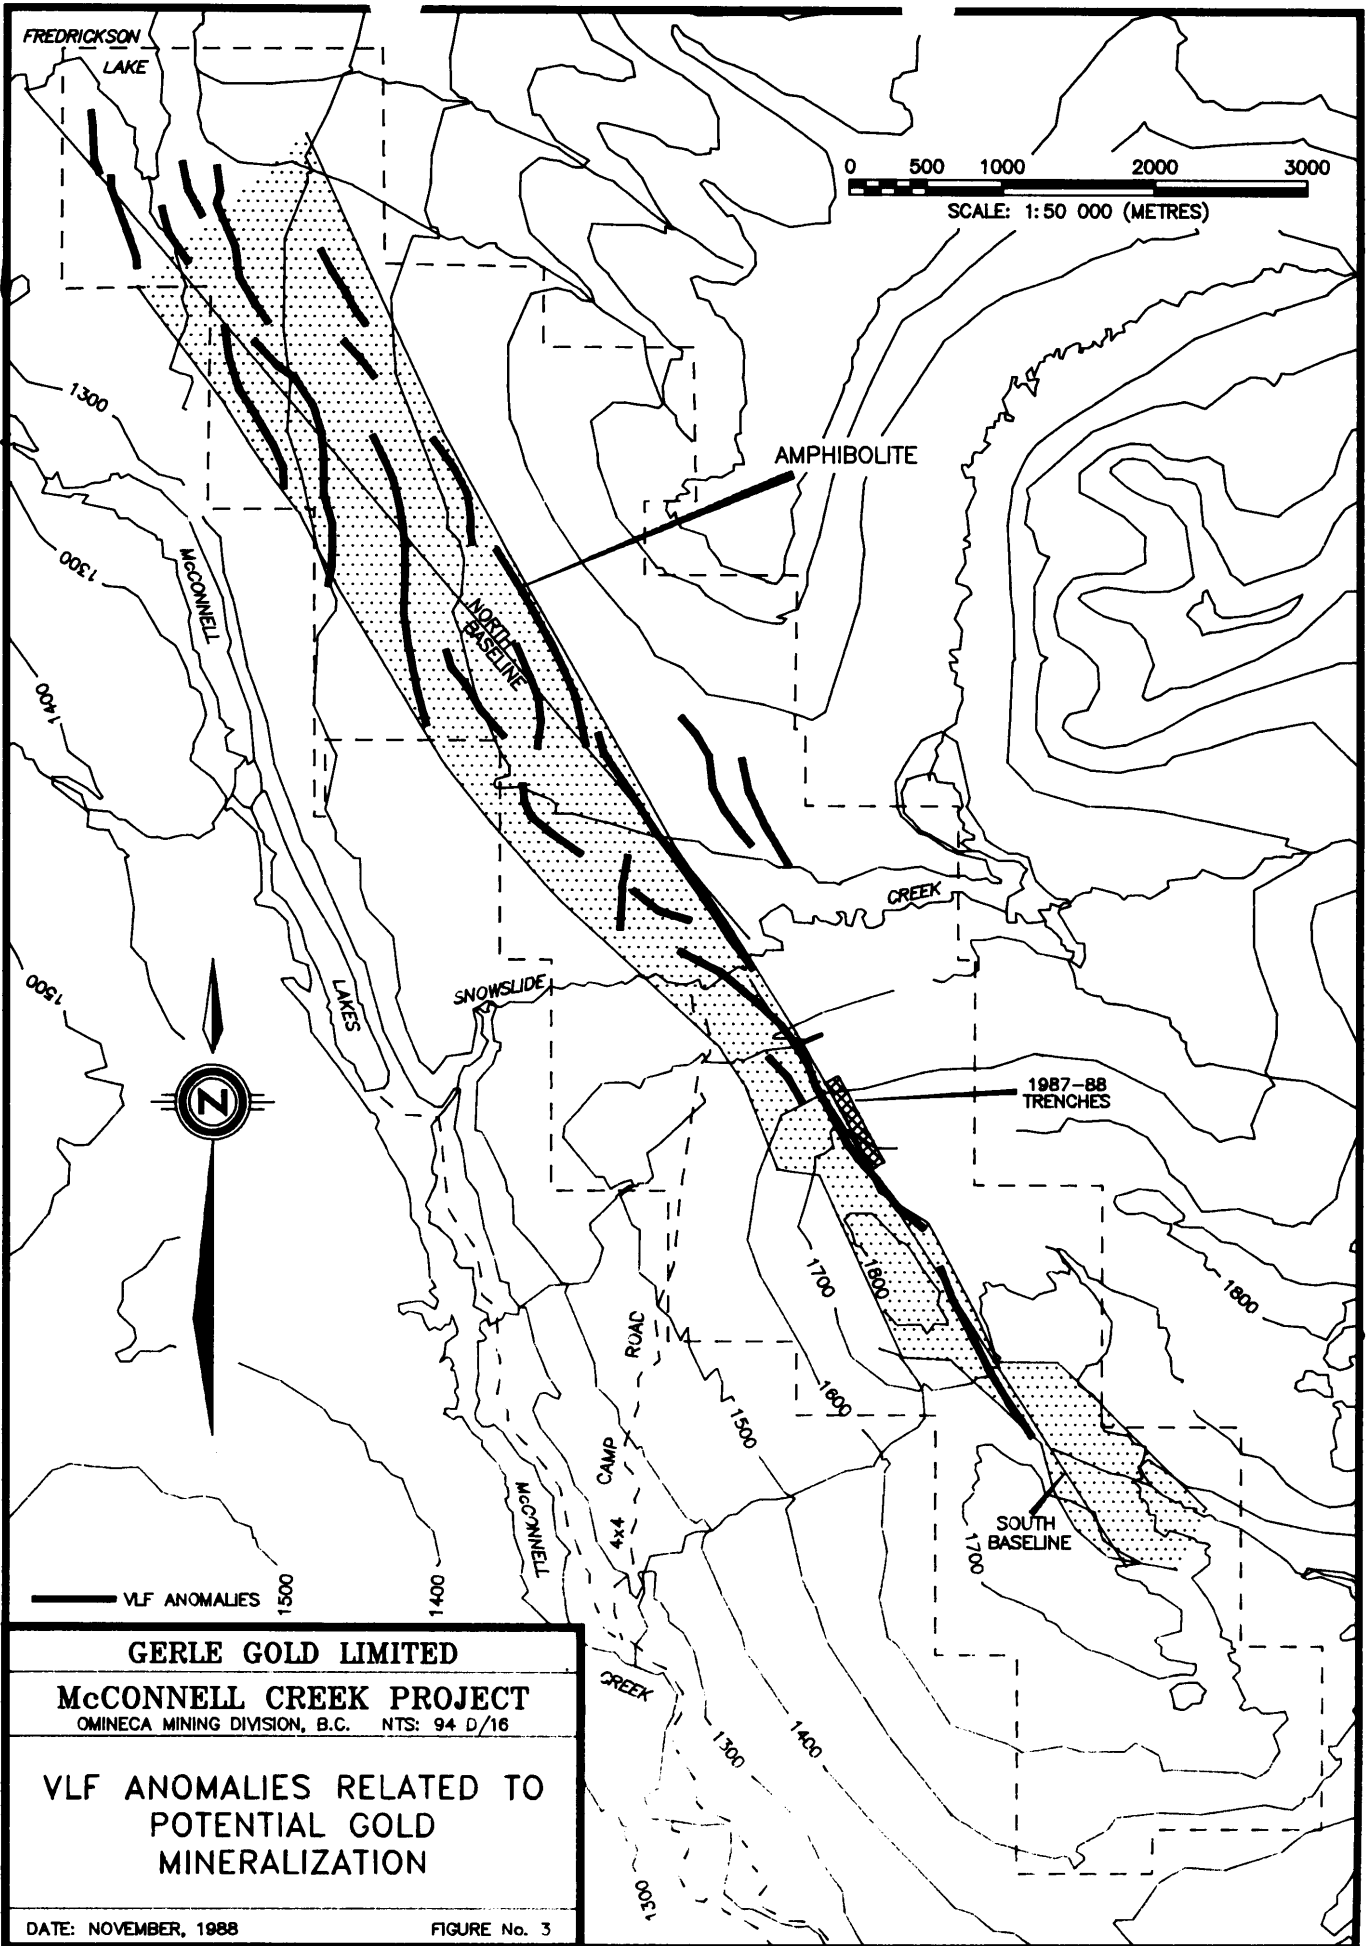 FREDRICKSON
LAKE
0 500 1000 2000 3000
SCALE: 1:50 000 (METRES)
1300
AMPHIBOLITE
1300
McCONNELL
NORTH
BASELINE
1400
CREEK
1500
LAKES
SNOWSLIDE
N
1987-88
TRENCHES
1700
1800
1800
ROAD
1600
1500
CAMP
McCONNELL
4x4
SOUTH
BASELINE
1700
VLF ANOMALIES
1500
1400
GERLE GOLD LIMITED
McCONNELL CREEK PROJECT
OMINECA MINING DIVISION, B.C. NTS: 94 D/16
CREEK
1300
1400
VLF ANOMALIES RELATED TO
POTENTIAL GOLD
MINERALIZATION
1300
DATE: NOVEMBER, 1988 FIGURE No. 3